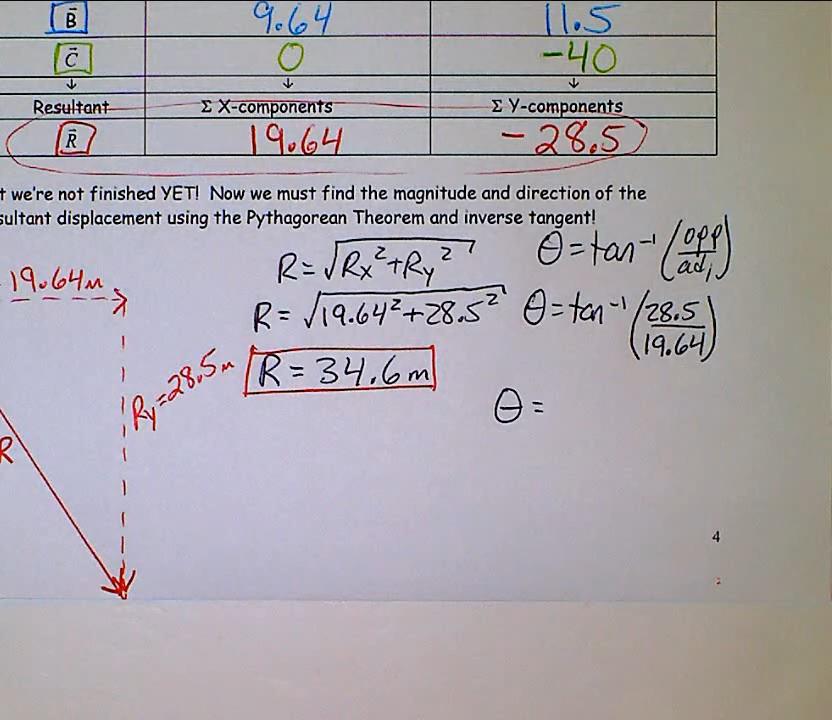 B 9.64 11.5
C 0 -40
↓ ↓ ↓
Resultant Σ X-components Σ Y-components
R 19.64 -28.5
t we're not finished YET! Now we must find the magnitude and direction of the
sultant displacement using the Pythagorean Theorem and inverse tangent!
19.64m
R = √Rx²+Ry²
θ = tan⁻¹ (opp/adj)
R = √19.64²+28.5²
θ = tan⁻¹ (28.5/19.64)
Ry=28.5m
R = 34.6m
θ =
R
4